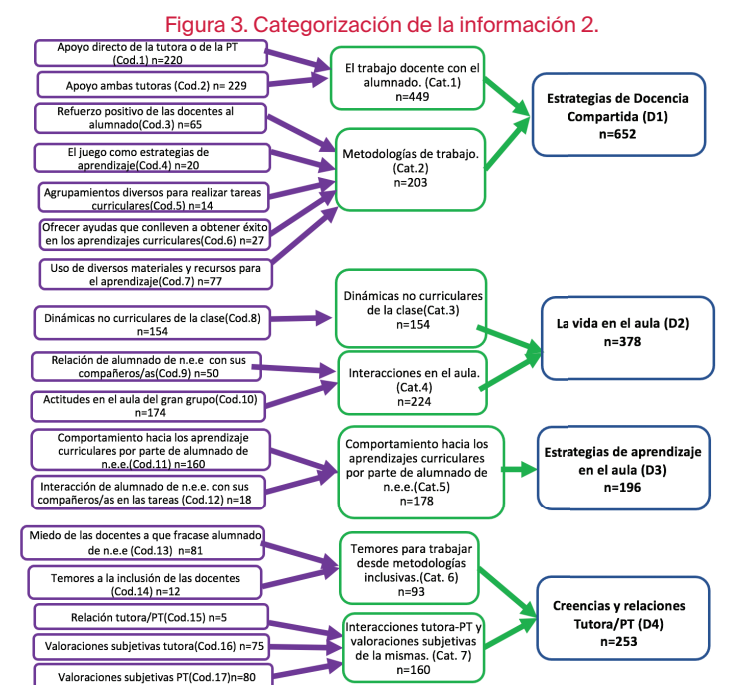 Figura 3. Categorización de la información 2.
Apoyo directo de la tutora o de la PT
(Cod.1) n=220
Apoyo ambas tutoras (Cod.2) n= 229
Refuerzo positivo de las docentes al
alumnado(Cod.3) n=65
El juego como estrategias de
aprendizaje(Cod.4) n=20
Agrupamientos diversos para realizar tareas
curriculares(Cod.5) n=14
Ofrecer ayudas que conlleven a obtener éxito
en los aprendizajes curriculares(Cod.6) n=27
Uso de diversos materiales y recursos para
el aprendizaje(Cod.7) n=77
Dinámicas no curriculares de la clase(Cod.8)
n=154
Relación de alumnado de n.e.e con sus
compañeros/as(Cod.9) n=50
Actitudes en el aula del gran grupo(Cod.10)
n=174
Comportamiento hacia los aprendizaje
curriculares por parte de alumnado de
n.e.e.(Cod.11) n=160
Interacción de alumnado de n.e.e. con sus
compañeros/as en las tareas (Cod.12) n=18
Miedo de las docentes a que fracase alumnado
de n.e.e (Cod.13) n=81
Temores a la inclusión de las docentes
(Cod.14) n=12
Relación tutora/PT(Cod.15) n=5
Valoraciones subjetivas tutora(Cod.16) n=75
Valoraciones subjetivas PT(Cod.17)n=80
El trabajo docente con el
alumnado. (Cat.1)
n=449
Metodologías de trabajo.
(Cat.2)
n=203
Dinámicas no curriculares
de la clase(Cat.3)
n=154
Interacciones en el aula.
(Cat.4)
n=224
Comportamiento hacia los
aprendizajes curriculares
por parte de alumnado de
n.e.e.(Cat.5)
n=178
Temores para trabajar
desde metodologías
inclusivas.(Cat. 6)
n=93
Interacciones tutora-PT y
valoraciones subjetivas
de la mismas. (Cat. 7)
n=160
Estrategias de Docencia
Compartida (D1)
n=652
La vida en el aula (D2)
n=378
Estrategias de aprendizaje
en el aula (D3)
n=196
Creencias y relaciones
Tutora/PT (D4)
n=253